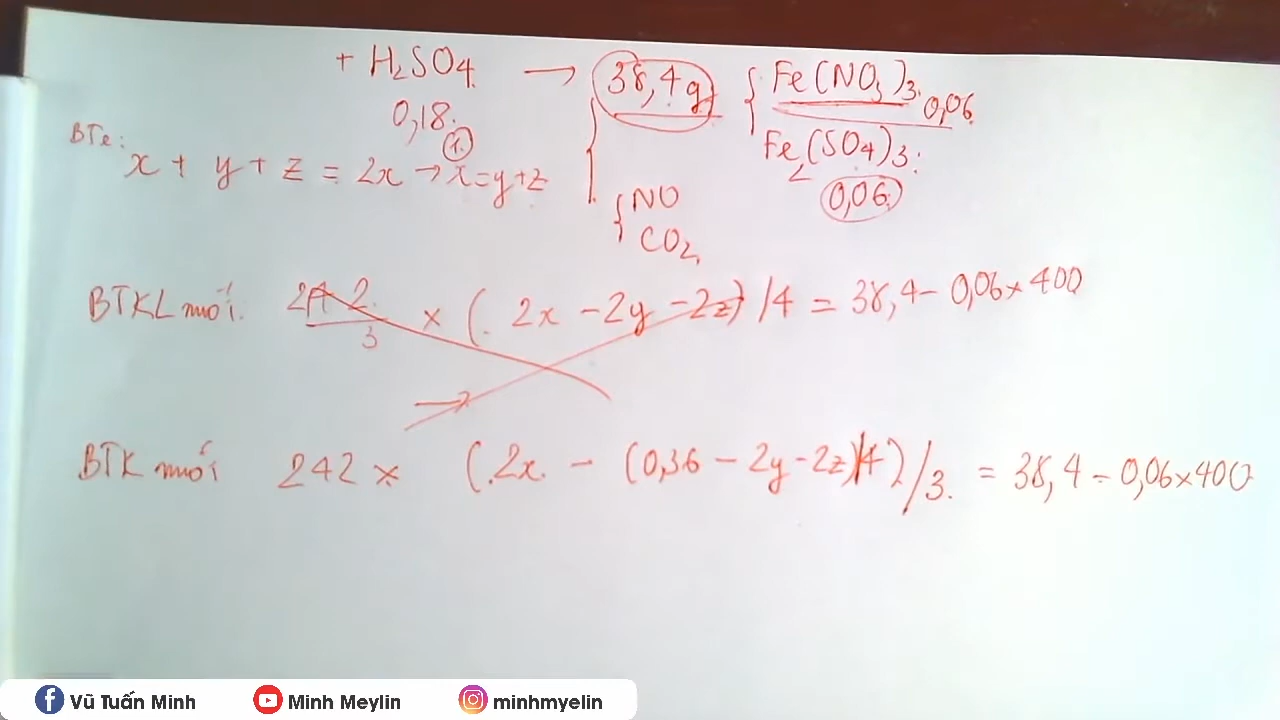 + H₂SO₄ → 38,4g { Fe(NO₃)₃ 0,06
0,18 Fe₂(SO₄)₃:
0,06
BTe: x + y + z = 2x → x = y+z (1)
{ NO
CO₂
BTKL muối. 242/3 × ( 2x - 2y - 2z) /4 = 38,4 - 0,06×400
BTK muối 242 × (2x - (0,36 - 2y - 2z)/4)/3 = 38,4 - 0,06×400
Vũ Tuấn Minh Minh Meylin minhmyelin